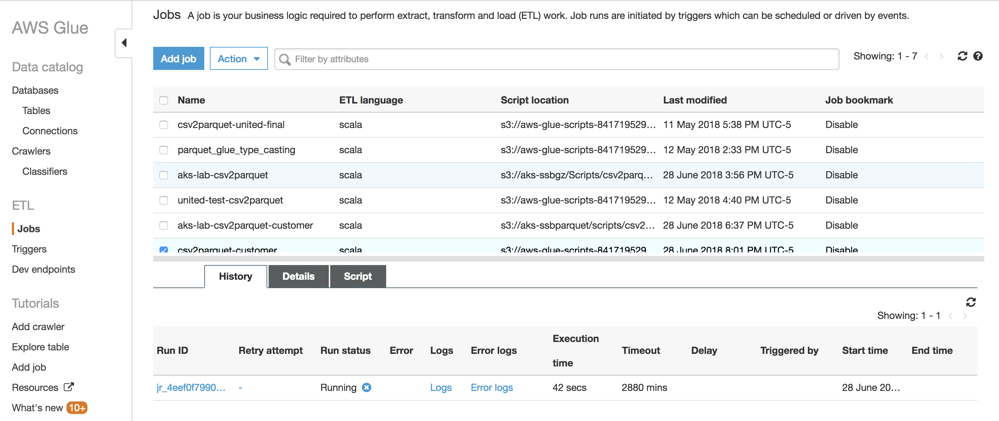 AWS Glue
Data catalog
Databases
Tables
Connections
Crawlers
Classifiers
ETL
Jobs
Triggers
Dev endpoints
Tutorials
Add crawler
Explore table
Add job
Resources
What's new 10+
Jobs A job is your business logic required to perform extract, transform and load (ETL) work. Job runs are initiated by triggers which can be scheduled or driven by events.
Add job Action Filter by attributes Showing: 1 - 7
Name ETL language Script location Last modified Job bookmark
csv2parquet-united-final scala s3://aws-glue-scripts-841719529... 11 May 2018 5:38 PM UTC-5 Disable
parquet_glue_type_casting scala s3://aws-glue-scripts-841719529... 12 May 2018 2:33 PM UTC-5 Disable
aks-lab-csv2parquet scala s3://aks-ssbgz/Scripts/csv2parq... 28 June 2018 3:56 PM UTC-5 Disable
united-test-csv2parquet scala s3://aws-glue-scripts-841719529... 12 May 2018 4:40 PM UTC-5 Disable
aks-lab-csv2parquet-customer scala s3://aks-ssbparquet/scripts/csv2... 28 June 2018 6:37 PM UTC-5 Disable
csv2parquet-customer scala s3://aws-glue-scripts-841719529 28 June 2018 8:01 PM UTC-5 Disable
History Details Script
Showing: 1 - 1
Run ID Retry attempt Run status Error Logs Error logs Execution time Timeout Delay Triggered by Start time End time
jr_4eef0f7990... - Running Logs Error logs 42 secs 2880 mins 28 June 20...